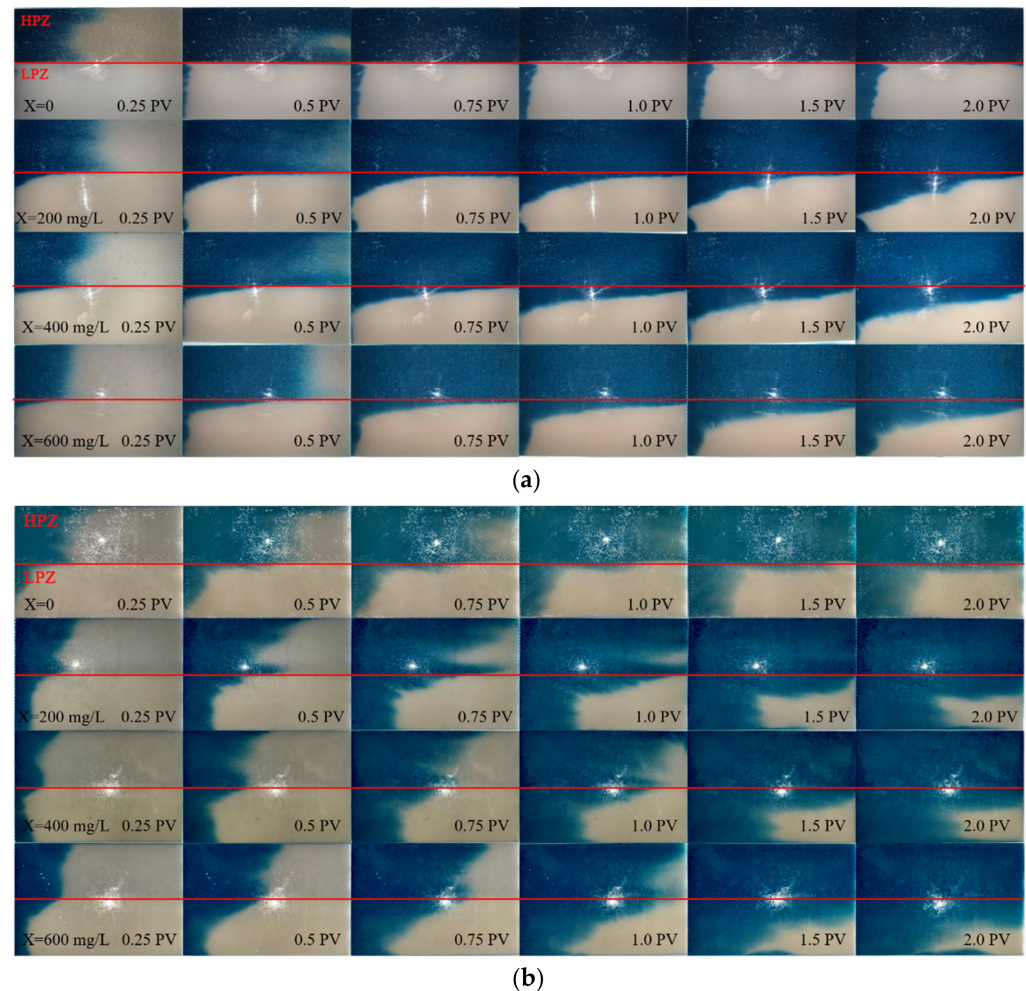 HPZ
LPZ
X=0 0.25 PV 0.5 PV 0.75 PV 1.0 PV 1.5 PV 2.0 PV
X=200 mg/L 0.25 PV 0.5 PV 0.75 PV 1.0 PV 1.5 PV 2.0 PV
X=400 mg/L 0.25 PV 0.5 PV 0.75 PV 1.0 PV 1.5 PV 2.0 PV
X=600 mg/L 0.25 PV 0.5 PV 0.75 PV 1.0 PV 1.5 PV 2.0 PV
(a)
HPZ
LPZ
X=0 0.25 PV 0.5 PV 0.75 PV 1.0 PV 1.5 PV 2.0 PV
X=200 mg/L 0.25 PV 0.5 PV 0.75 PV 1.0 PV 1.5 PV 2.0 PV
X=400 mg/L 0.25 PV 0.5 PV 0.75 PV 1.0 PV 1.5 PV 2.0 PV
X=600 mg/L 0.25 PV 0.5 PV 0.75 PV 1.0 PV 1.5 PV 2.0 PV
(b)